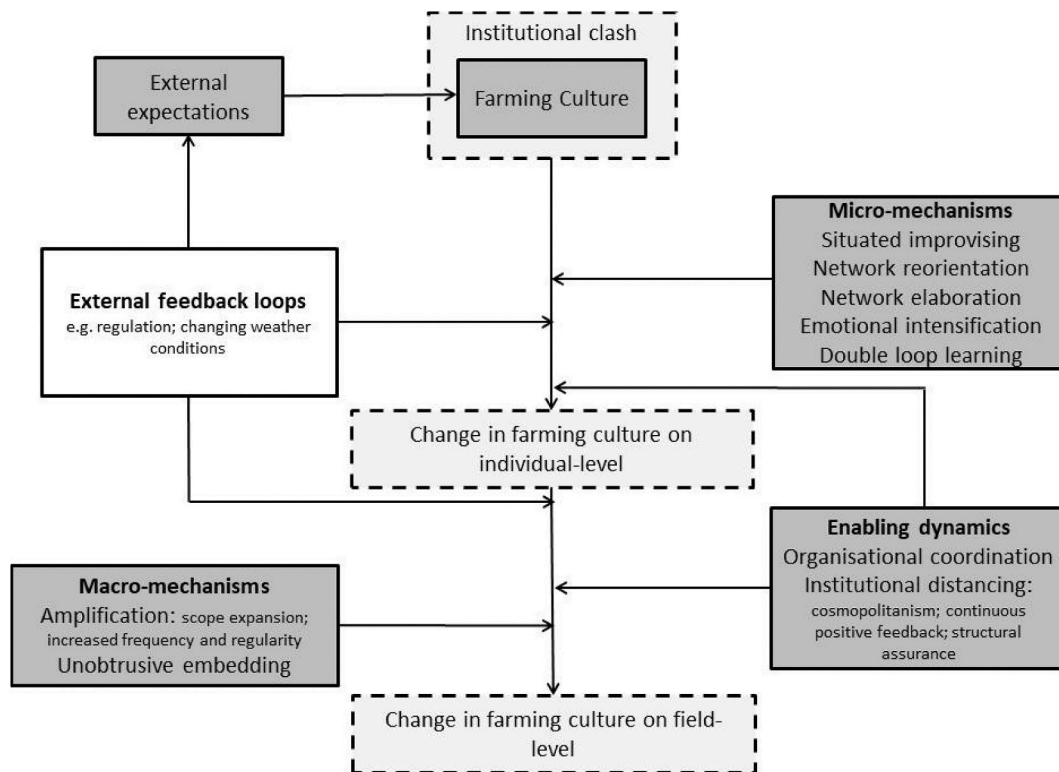 Institutional clash
Farming Culture
External
expectations
Micro-mechanisms
Situated improvising
Network reorientation
Network elaboration
Emotional intensification
Double loop learning
External feedback loops
e.g. regulation; changing weather
conditions
Change in farming culture on
individual-level
Enabling dynamics
Organisational coordination
Institutional distancing:
cosmopolitanism; continuous
positive feedback; structural
assurance
Macro-mechanisms
Amplification: scope expansion;
increased frequency and regularity
Unobtrusive embedding
Change in farming culture on field-
level